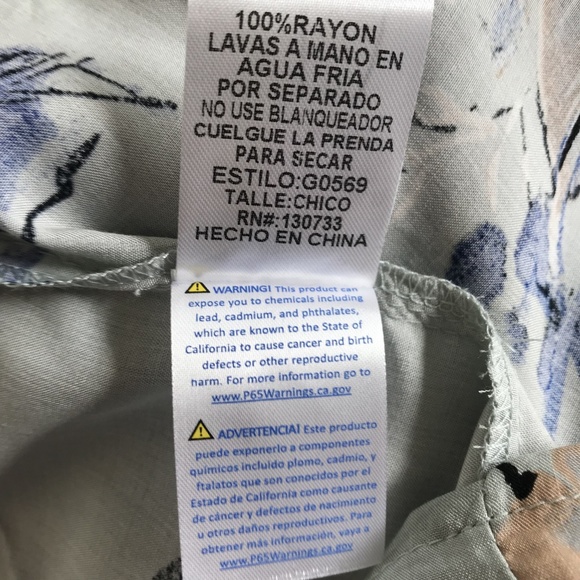 100%RAYON
LAVAS A MANO EN
AGUA FRIA
POR SEPARADO
NO USE BLANQUEADOR
CUELGUE LA PRENDA
PARA SECAR
ESTILO:G0569
TALLE:CHICO
RN#:130733
HECHO EN CHINA
WARNING! This product can
expose you to chemicals including
lead, cadmium, and phthalates,
which are known to the State of
California to cause cancer and birth
defects or other reproductive
harm. For more information go to
www.P65Warnings.ca.gov
ADVERTENCIA! Este producto
puede exponerlo a componentes
químicos incluido plomo, cadmio, y
ftalatos que son conocidos por el
Estado de California como causante
de cáncer y defectos de nacimiento
u otros daños reproductivos. Para
obtener más información, vaya a
www.P65Warnings.ca.gov